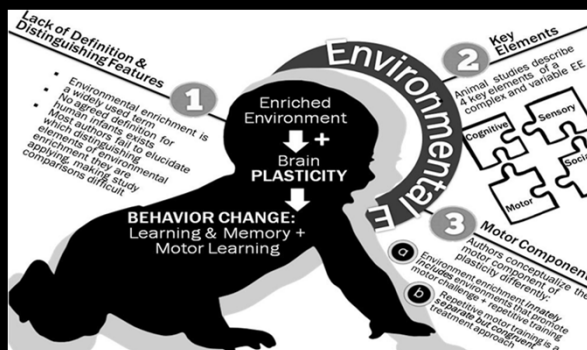 Lack of Definition &
Distinguishing Features
1
• Environmental enrichment is
a widely used term
• No agreed definition for
human infants exists
• Most authors fail to elucidate
which distinguishing
elements of environmental
enrichment they are
applying, making study
comparisons difficult
Enriched
Environment
+
Brain
PLASTICITY
BEHAVIOR CHANGE:
Learning & Memory +
Motor Learning
Environmental E
2
Key
Elements
Animal studies describe
4 key elements of a
complex and variable EE
Cognitive
Sensory
Motor
Soci
3
Motor Component
Authors conceptualize the
motor component of
plasticity differently:
a
Environment enrichment innately
includes environments that promote
motor challenge + repetitive training
b
Repetitive motor training is a
separate but congruent
treatment approach